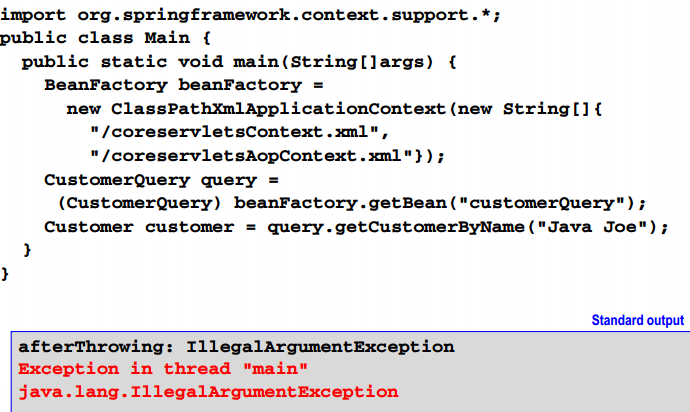 import org.springframework.context.support.*;
public class Main {
public static void main(String[]args) {
BeanFactory beanFactory =
new ClassPathXmlApplicationContext(new String[]{
"/coreservletsContext.xml",
"/coreservletsAopContext.xml"});
CustomerQuery query =
(CustomerQuery) beanFactory.getBean("customerQuery");
Customer customer = query.getCustomerByName("Java Joe");
}
}
Standard output
afterThrowing: IllegalArgumentException
Exception in thread "main"
java.lang.IllegalArgumentException